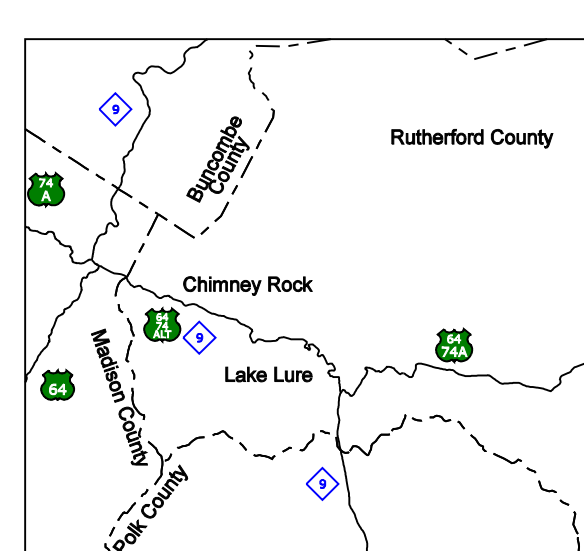 9
Rutherford County
Buncombe
County
74
A
Chimney Rock
64
74
ALT
9
64
74A
Madison County
Lake Lure
64
9
Polk County